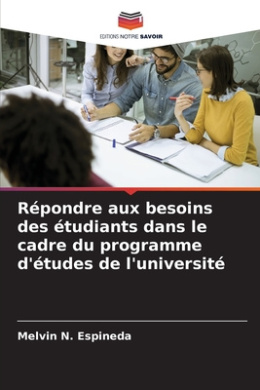 EDITIONS NOTRE SAVOIR
Répondre aux besoins
des étudiants dans le
cadre du programme
d'études de l'université
Melvin N. Espineda